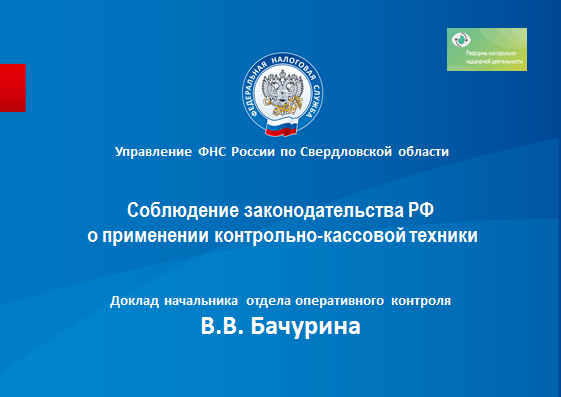 Реформа контрольно-
надзорной деятельности
ФЕДЕРАЛЬНАЯ НАЛОГОВАЯ СЛУЖБА
Управление ФНС России по Свердловской области
Соблюдение законодательства РФ
о применении контрольно-кассовой техники
Доклад начальника отдела оперативного контроля
В.В. Бачурина